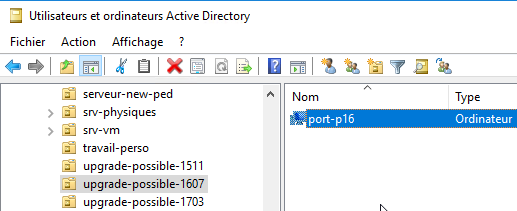 Utilisateurs et ordinateurs Active Directory
Fichier Action Affichage ?
serveur-new-ped
srv-physiques
srv-vm
travail-perso
upgrade-possible-1511
upgrade-possible-1607
upgrade-possible-1703
Nom Type
port-p16 Ordinateur